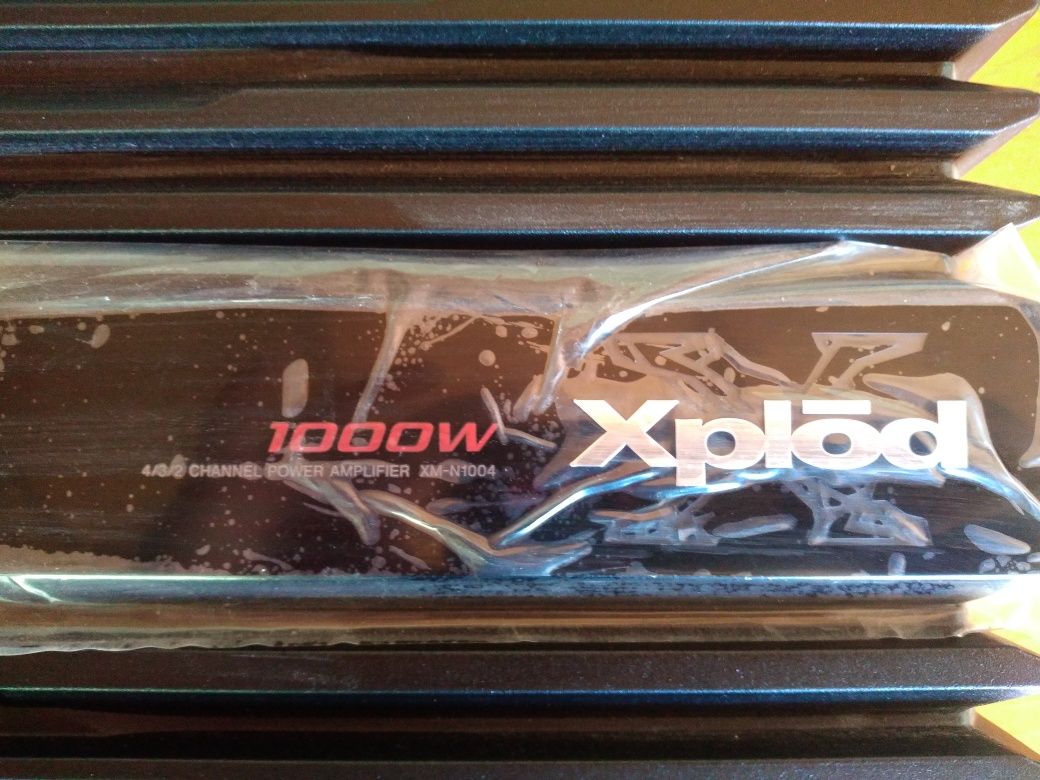 1000W
Xplōd
4/3/2 CHANNEL POWER AMPLIFIER XM-N1004